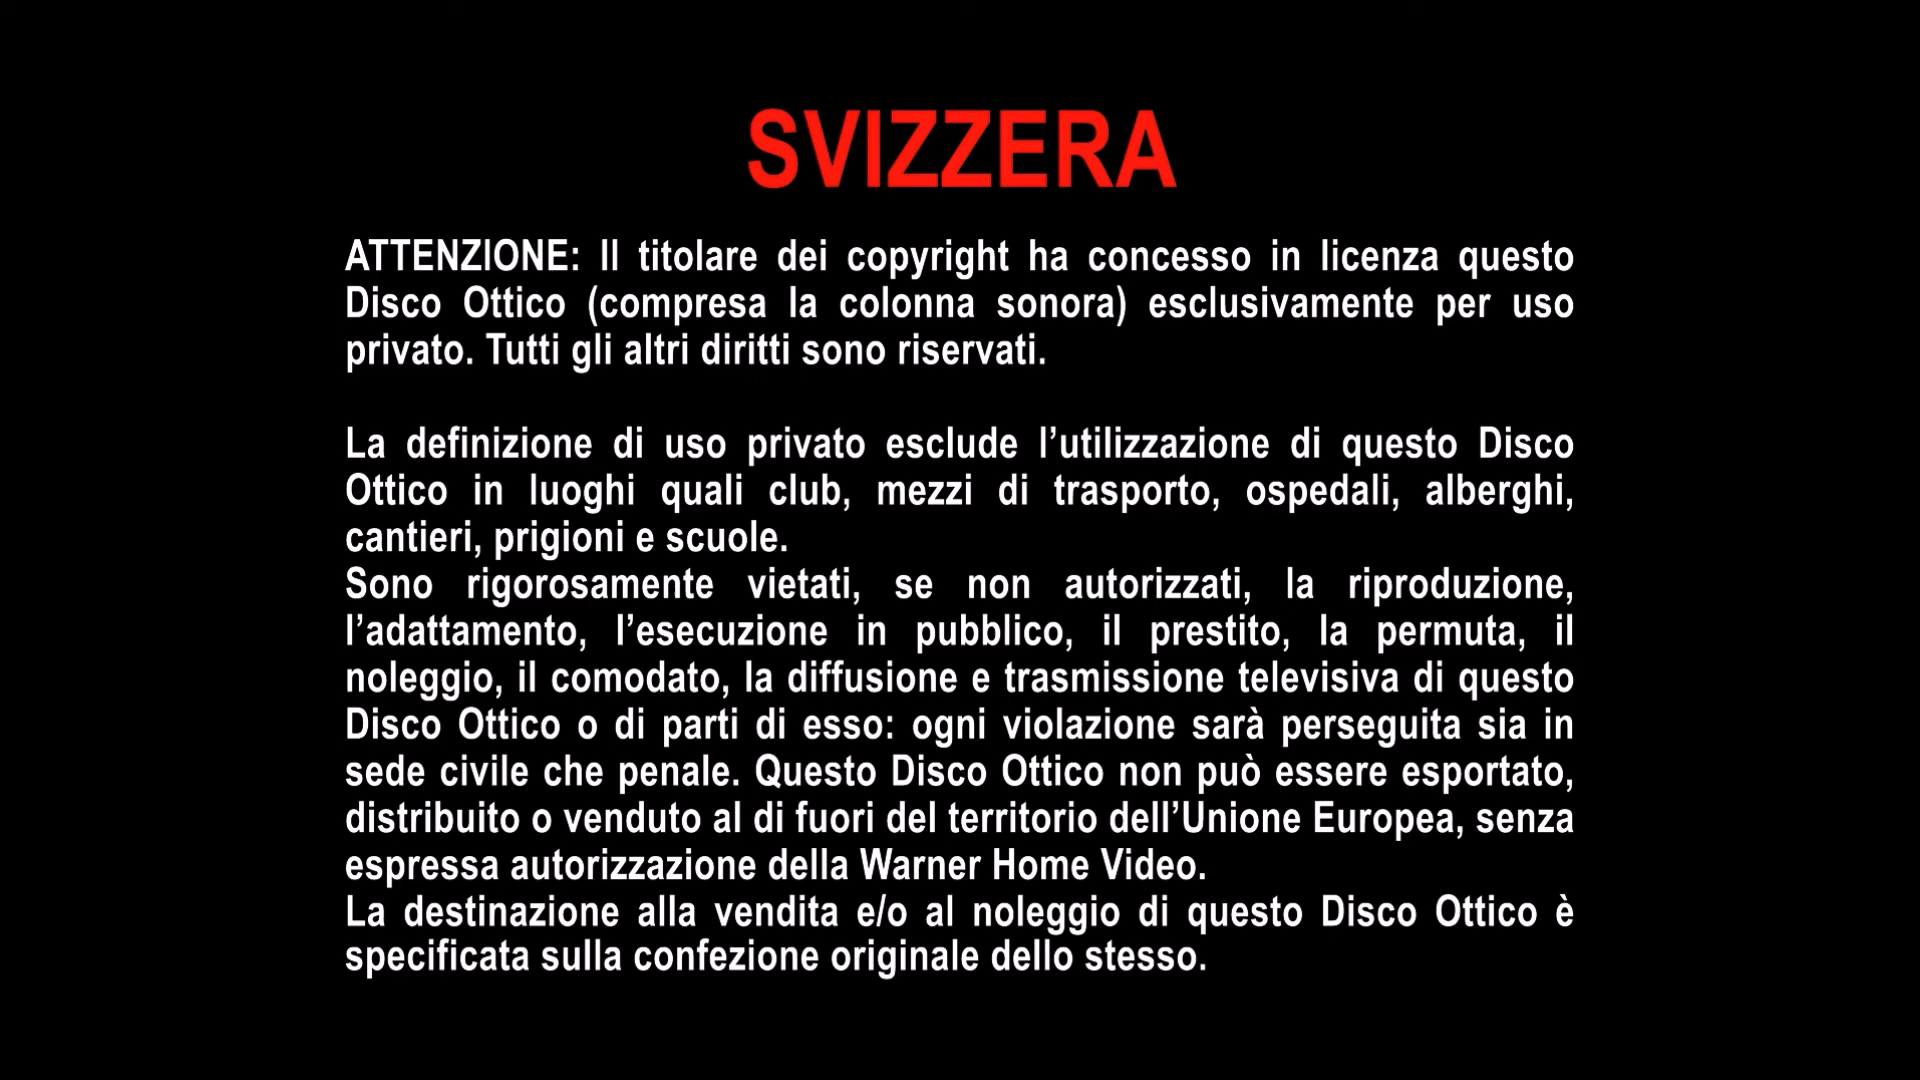 SVIZZERA
ATTENZIONE: Il titolare dei copyright ha concesso in licenza questo
Disco Ottico (compresa la colonna sonora) esclusivamente per uso
privato. Tutti gli altri diritti sono riservati.
La definizione di uso privato esclude l’utilizzazione di questo Disco
Ottico in luoghi quali club, mezzi di trasporto, ospedali, alberghi,
cantieri, prigioni e scuole.
Sono rigorosamente vietati, se non autorizzati, la riproduzione,
l’adattamento, l’esecuzione in pubblico, il prestito, la permuta, il
noleggio, il comodato, la diffusione e trasmissione televisiva di questo
Disco Ottico o di parti di esso: ogni violazione sarà perseguita sia in
sede civile che penale. Questo Disco Ottico non può essere esportato,
distribuito o venduto al di fuori del territorio dell’Unione Europea, senza
espressa autorizzazione della Warner Home Video.
La destinazione alla vendita e/o al noleggio di questo Disco Ottico è
specificata sulla confezione originale dello stesso.